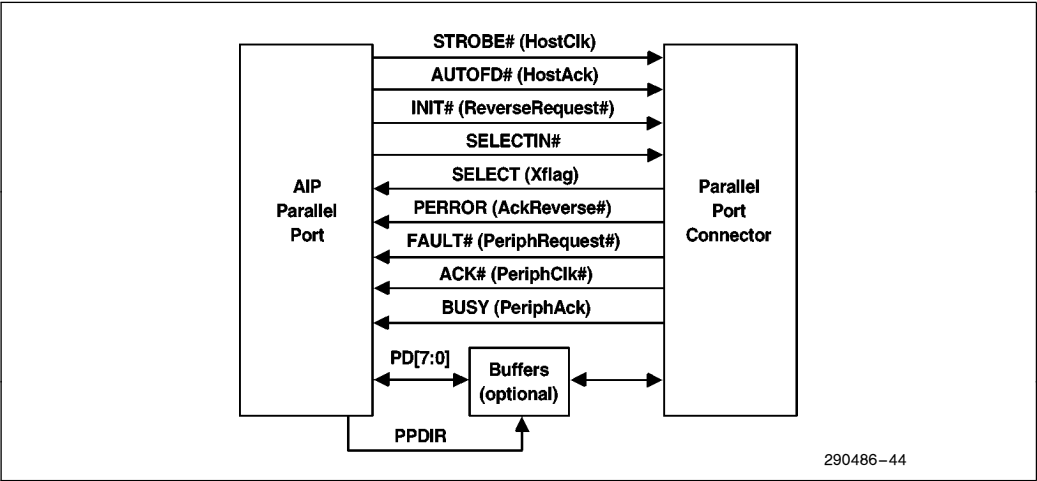 STROBE# (HostClk)
AUTOFD# (HostAck)
INIT# (ReverseRequest#)
SELECTIN#
SELECT (Xflag)
PERROR (AckReverse#)
FAULT# (PeriphRequest#)
ACK# (PeriphClk#)
BUSY (PeriphAck)
AIP
Parallel
Port
Parallel
Port
Connector
PD[7:0]
Buffers
(optional)
PPDIR
290486–44